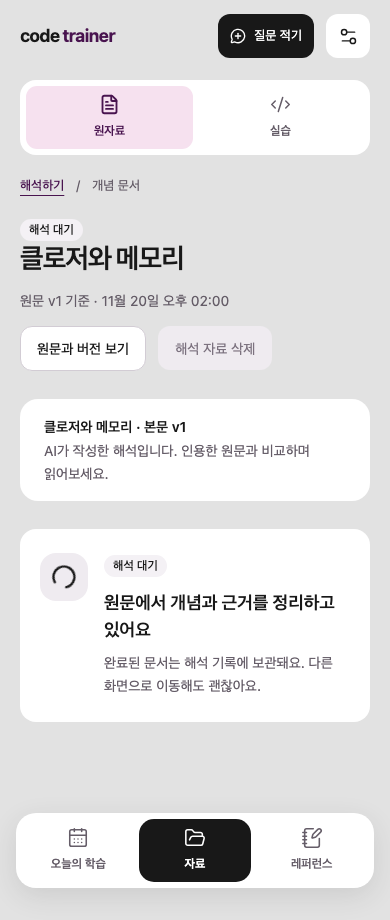 code trainer
질문 적기
원자료
실습
해석하기 / 개념 문서
해석 대기
클로저와 메모리
원문 v1 기준 · 11월 20일 오후 02:00
원문과 버전 보기
해석 자료 삭제
클로저와 메모리 · 본문 v1
AI가 작성한 해석입니다. 인용한 원문과 비교하며
읽어보세요.
해석 대기
원문에서 개념과 근거를 정리하고
있어요
완료된 문서는 해석 기록에 보관돼요. 다른
화면으로 이동해도 괜찮아요.
오늘의 학습
자료
레퍼런스